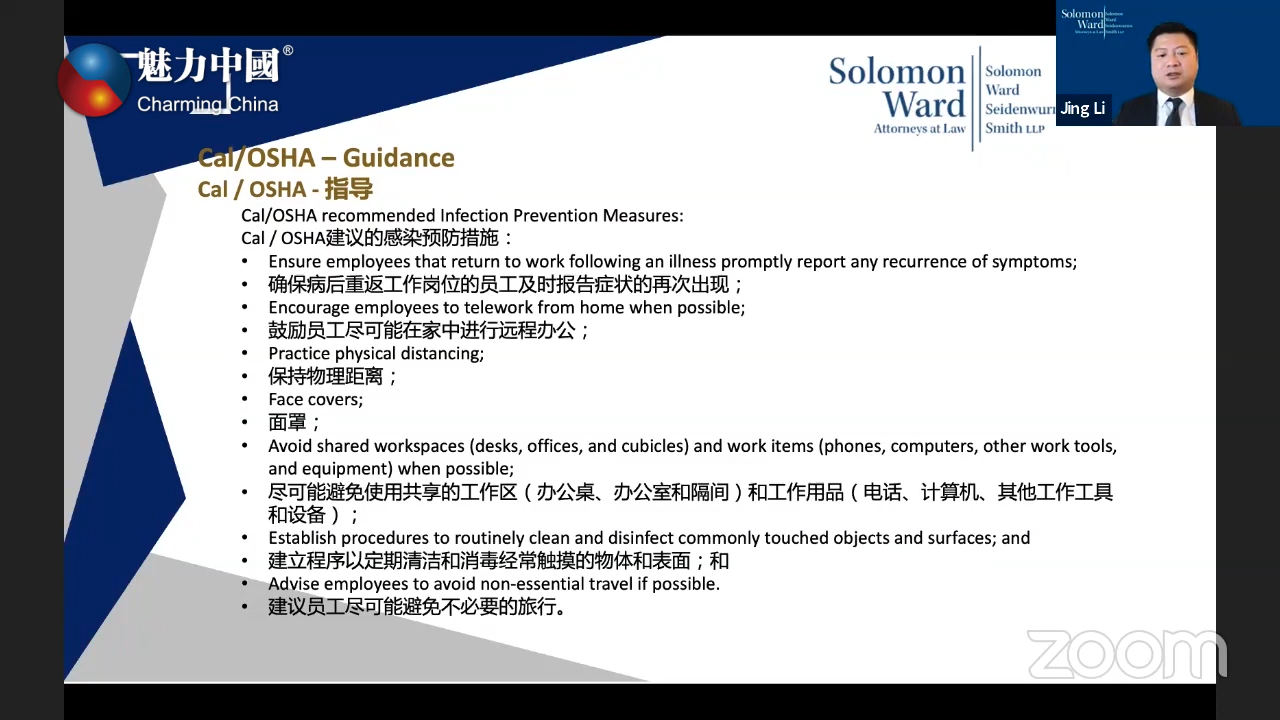 魅力中國®
Charming China
Solomon Ward
Attorneys at Law
Solomon
Ward
Smith LLP
Solomon Ward
Jing Li
Cal/OSHA – Guidance
Cal / OSHA - 指导
Cal/OSHA recommended Infection Prevention Measures:
Cal / OSHA建议的感染预防措施：
• Ensure employees that return to work following an illness promptly report any recurrence of symptoms;
• 确保病后重返工作岗位的员工及时报告症状的再次出现；
• Encourage employees to telework from home when possible;
• 鼓励员工尽可能在家中进行远程办公；
• Practice physical distancing;
• 保持物理距离；
• Face covers;
• 面罩；
• Avoid shared workspaces (desks, offices, and cubicles) and work items (phones, computers, other work tools,
and equipment) when possible;
• 尽可能避免使用共享的工作区（办公桌、办公室和隔间）和工作用品（电话、计算机、其他工作工具
和设备）；
• Establish procedures to routinely clean and disinfect commonly touched objects and surfaces; and
• 建立程序以定期清洁和消毒经常触摸的物体和表面；和
• Advise employees to avoid non-essential travel if possible.
• 建议员工尽可能避免不必要的旅行。
zoom